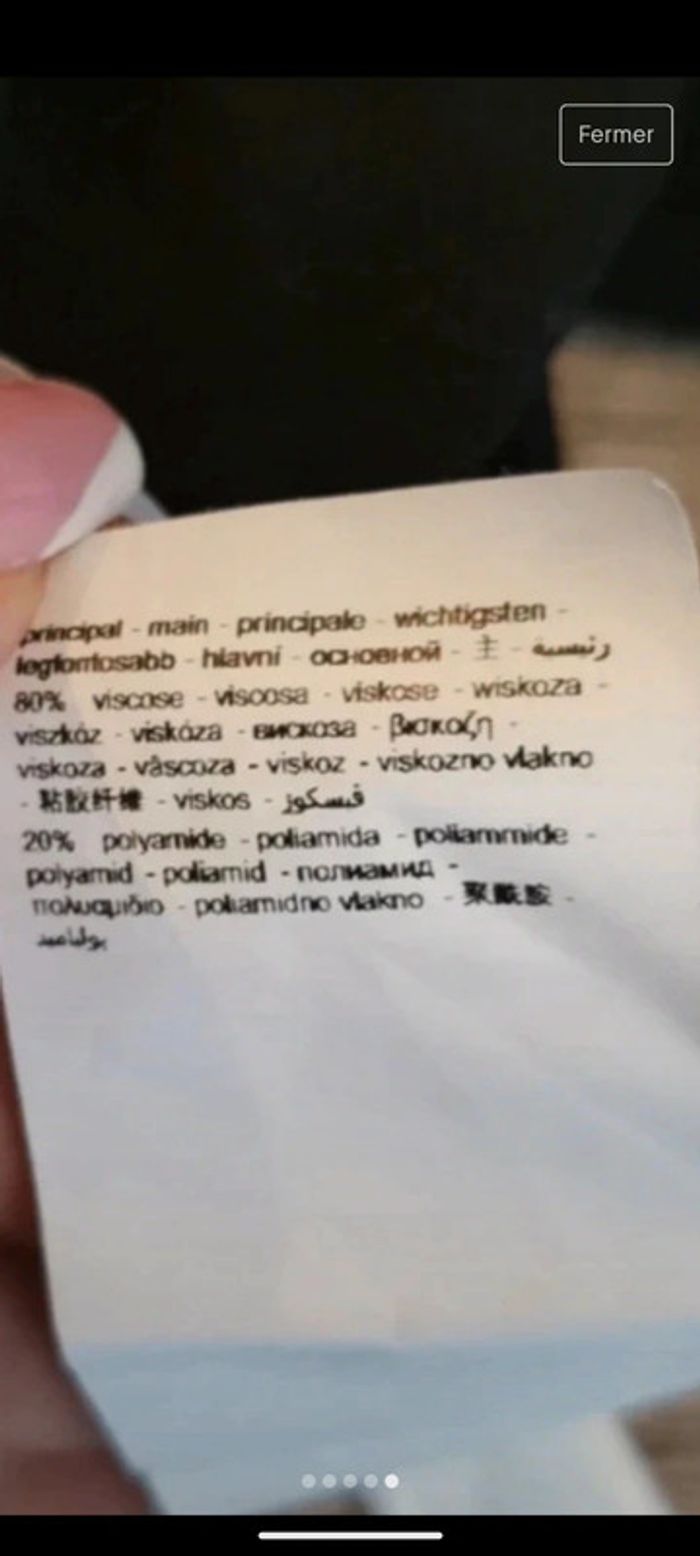 Fermer
principal - main - principale - wichtigsten -
legfontosabb - hlavní - основной - 主 - رئيسية
80% viscose - viscosa - viskose - wiskoza -
viszkóz - viskóza - вискоза - βισκοζη -
viskoza - vâscoza - viskoz - viskozno vlakno
- 粘胶纤维 - viskos - فسكوز
20% polyamide - poliamida - poliammide -
polyamid - poliamid - полиамид -
πολυαμιδιο - poliamidno vlakno - 聚酰胺 -
بولياميد